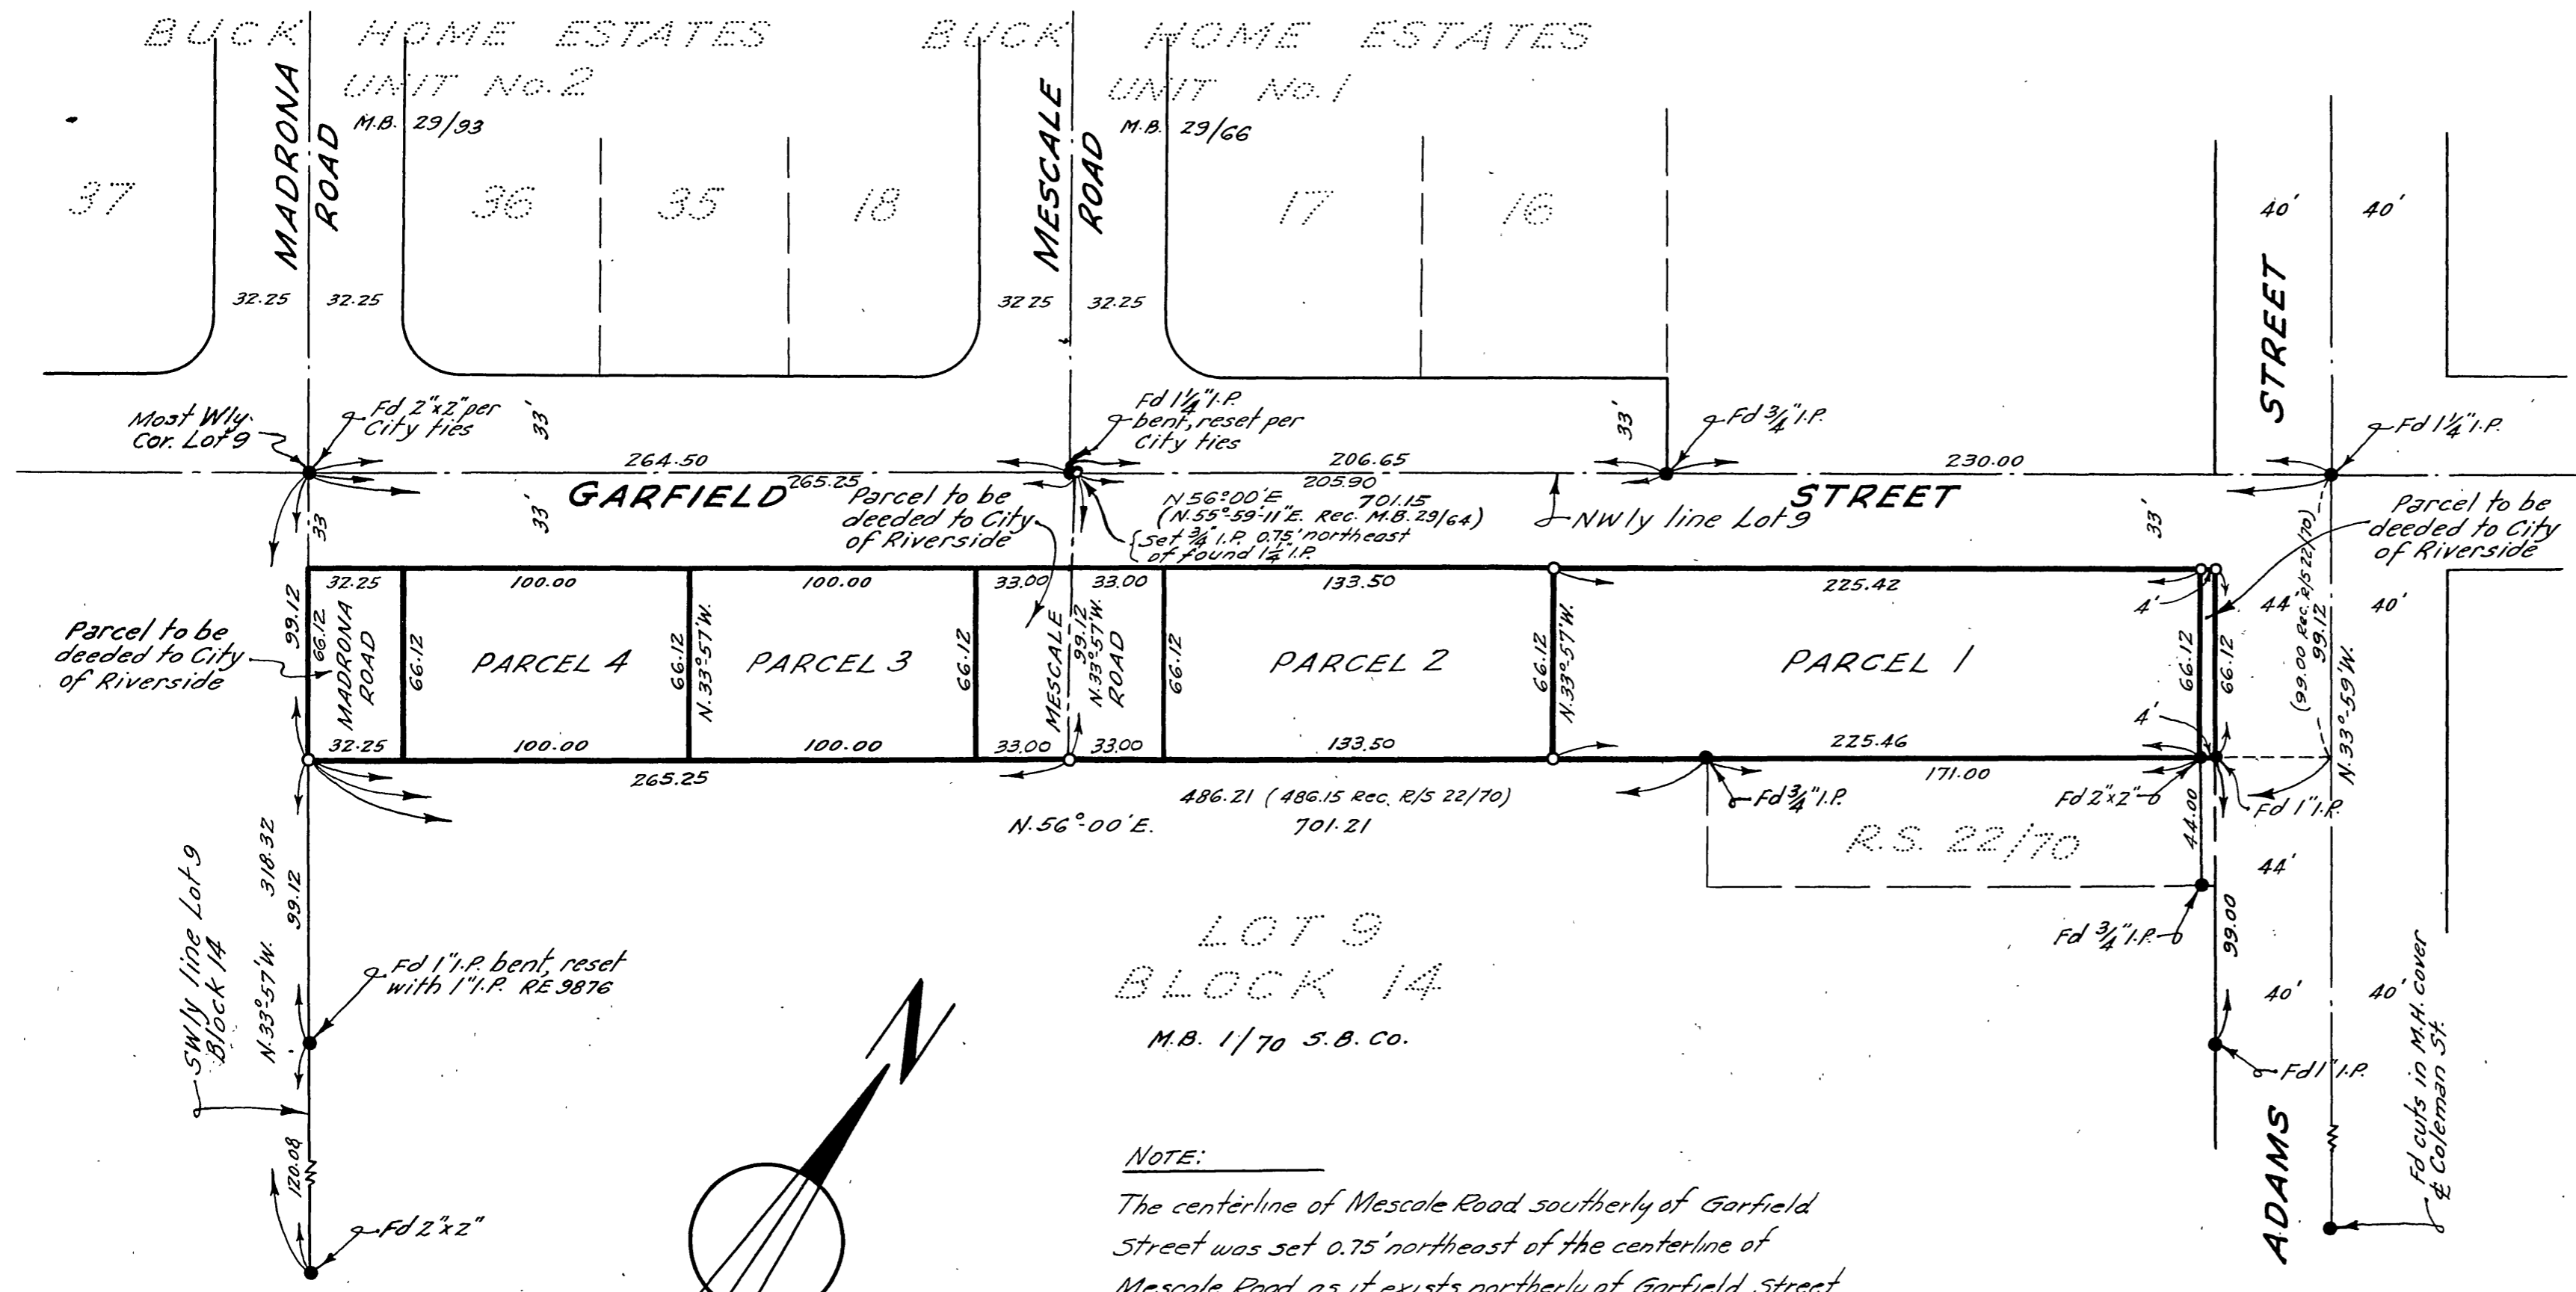 BUCK HOME ESTATES
UNIT No. 2
M.B. 29/93
BUCK HOME ESTATES
UNIT No. 1
M.B. 29/66
MADRONA
ROAD
MESCALE
ROAD
37
36
35
18
17
16
32.25
32.25
32 25
32.25
40'
40'
STREET
Most Wly.
Cor. Lot 9
Fd 2"x2" per
City ties
33'
Fd 1¼" I.P.
bent, reset per
City ties
33'
Fd ¾" I.P.
Fd 1¼" I.P.
264.50
206.65
230.00
265.25
205.90
GARFIELD
STREET
33
33'
N 56°00' E
701.15
(N.55°-59'-11" E. Rec. M.B. 29/64)
Set ¾" I.P. 0.75' northeast
of found 1¼" I.P.
NWly line Lot 9
33'
Parcel to be
deeded to City
of Riverside
Parcel to be
deeded to City
of Riverside
Parcel to be
deeded to City
of Riverside
32.25
100.00
100.00
33.00
33.00
133.50
225.42
99.12
66.12
MADRONA
ROAD
66.12
PARCEL 4
66.12
N.33°-57' W.
PARCEL 3
66.12
MESCALE
99.12
N.33°-57' W.
ROAD
66.12
PARCEL 2
66.12
N.33°-57' W.
PARCEL 1
66.12
66.12
4'
4'
44'
40'
(99.00 Rec. R/S 22/70)
99.12
N.33°-59' W.
32.25
100.00
100.00
33.00
33.00
133.50
225.46
265.25
171.00
486.21 (486.15 Rec. R/S 22/70)
N.56°-00' E.
701.21
Fd ¾" I.P.
Fd 2"x2"
Fd 1" I.P.
R.S. 22/70
44.00
44'
Fd ¾" I.P.
99.00
SWly line Lot 9
Block 14
N.33°-57' W. 318.32
99.12
Fd 1" I.P. bent, reset
with 1" I.P. RE 9876
LOT 9
BLOCK 14
M.B. 1/70 S.B. Co.
40'
40'
Fd 1" I.P.
ADAMS
Fd cuts in M.H. cover
℄ Coleman St.
120.08
Fd 2"x2"
N
NOTE:
The centerline of Mescale Road southerly of Garfield
Street was set 0.75' northeast of the centerline of
Mescale Road as it exists northerly of Garfield Street